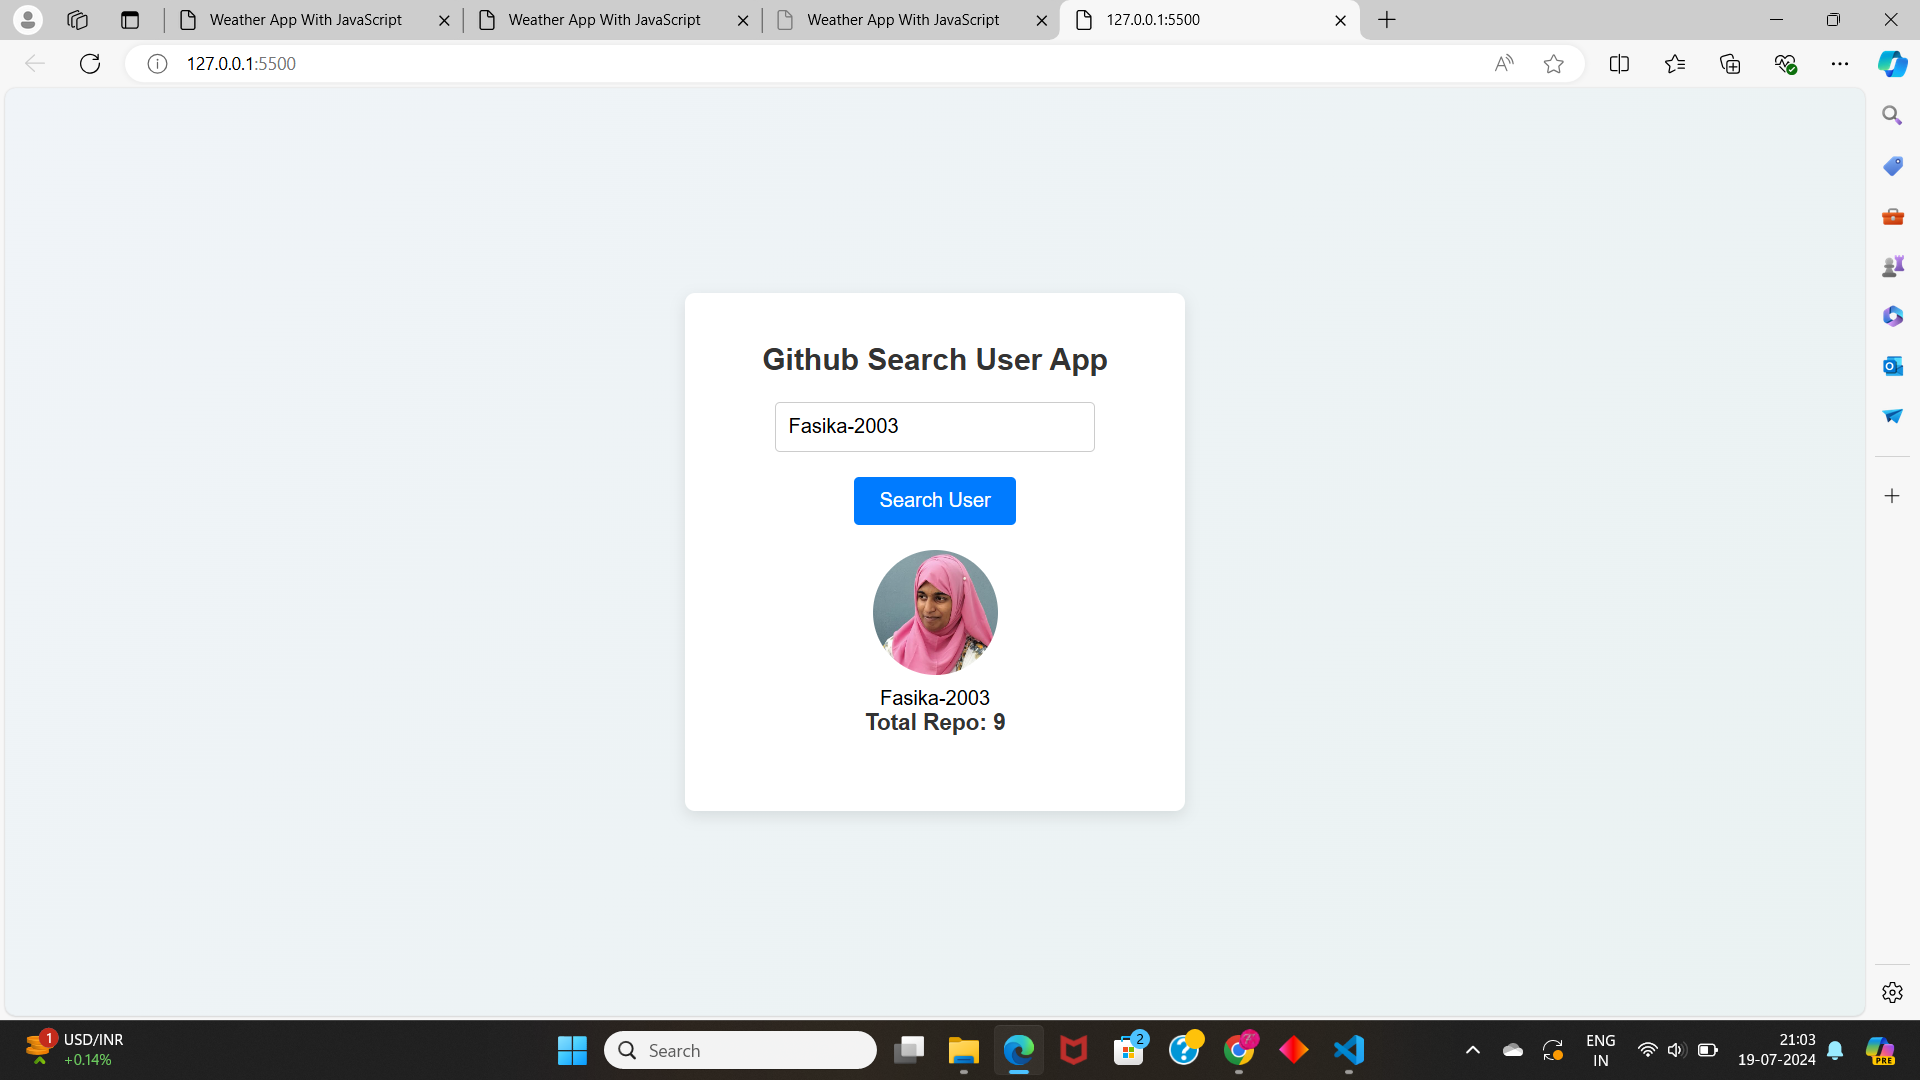 Weather App With JavaScript
Weather App With JavaScript
Weather App With JavaScript
127.0.0.1:5500
127.0.0.1:5500
Github Search User App
Fasika-2003
Search User
Fasika-2003
Total Repo: 9
1
USD/INR
+0.14%
Search
2
ENG
IN
21:03
19-07-2024
PRE